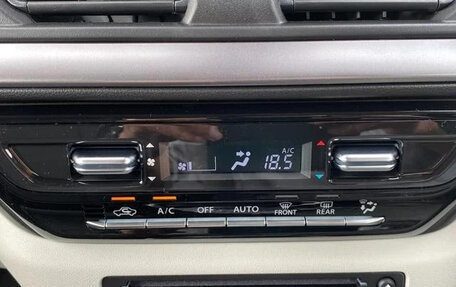 A/C
18.5
A/C OFF AUTO FRONT REAR